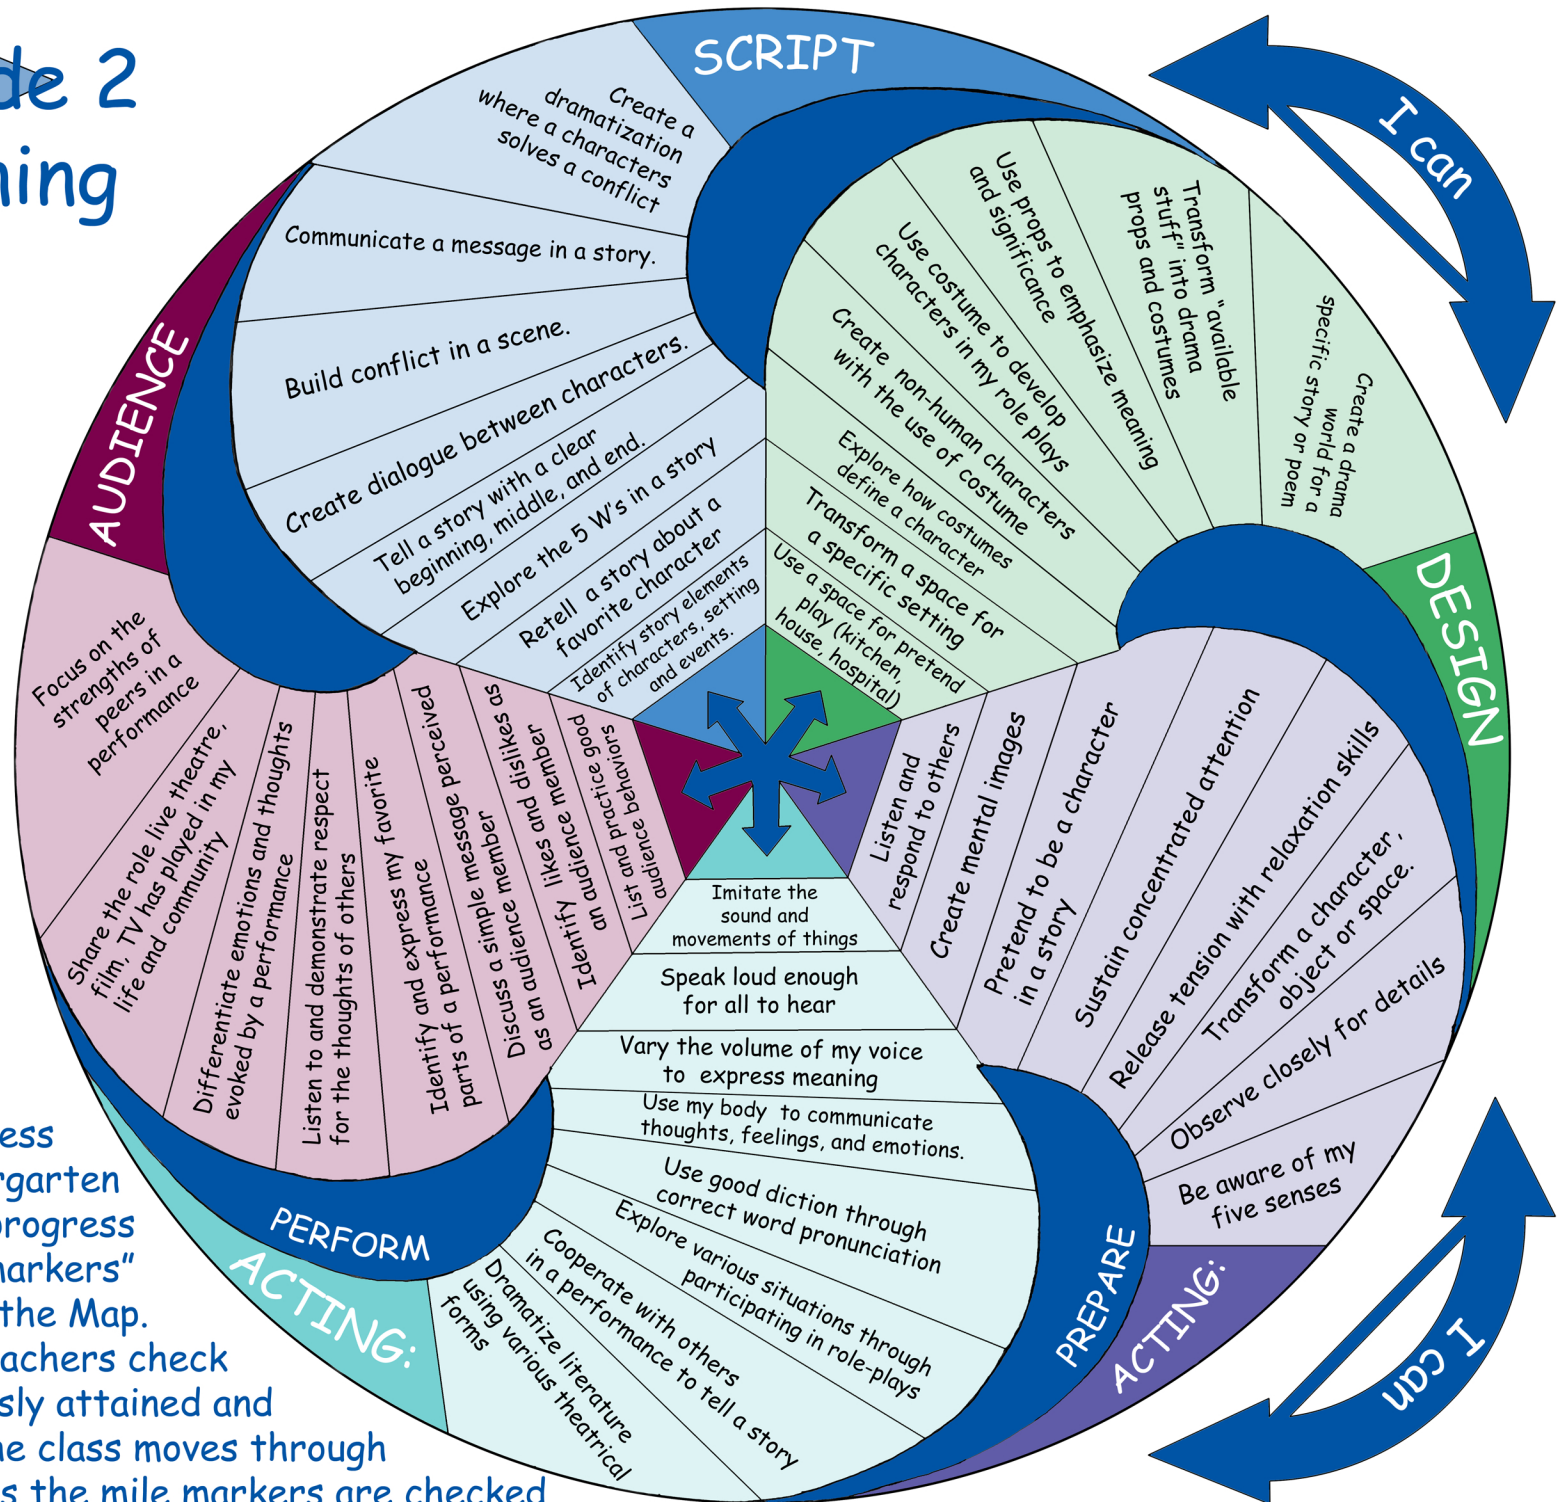 de 2
ning
SCRIPT
Create a
dramatization
where a characters
solves a conflict
Communicate a message in a story.
Build conflict in a scene.
Create dialogue between characters.
Tell a story with a clear
beginning, middle, and end.
Explore the 5 W's in a story
Retell a story about a
favorite character
Identify story elements
of characters, setting
and events.
I can
DESIGN
Create a drama
world for a
specific story or poem
Transform "available
stuff" into drama
props and costumes
Use props to emphasize meaning
and significance
Use costume to develop
characters in my role plays
Create non-human characters
with the use of costume
Explore how costumes
define a character
Transform a space for
a specific setting
Use a space for pretend
play (kitchen,
house, hospital)
AUDIENCE
Focus on the
strengths of
peers in a
performance
Share the role live theatre,
film, TV has played in my
life and community
Differentiate emotions and thoughts
evoked by a performance
Listen to and demonstrate respect
for the thoughts of others
Identify and express my favorite
parts of a performance
Discuss a simple message perceived
as an audience member
Identify likes and dislikes as
an audience member
List and practice good
audience behaviors
Listen and
respond to others
Create mental images
Pretend to be a character
in a story
Sustain concentrated attention
Release tension with relaxation skills
Transform a character,
object or space.
Observe closely for details
Be aware of my
five senses
PREPARE
ACTING:
Imitate the
sound and
movements of things
Speak loud enough
for all to hear
Vary the volume of my voice
to express meaning
Use my body to communicate
thoughts, feelings, and emotions.
Use good diction through
correct word pronunciation
Explore various situations through
participating in role-plays
Cooperate with others
in a performance to tell a story
Dramatize literature
using various theatrical
forms
PERFORM
ACTING:
I can
ess
rgarten
progress
markers"
the Map.
eachers check
sly attained and
ne class moves through
s the mile markers are checked